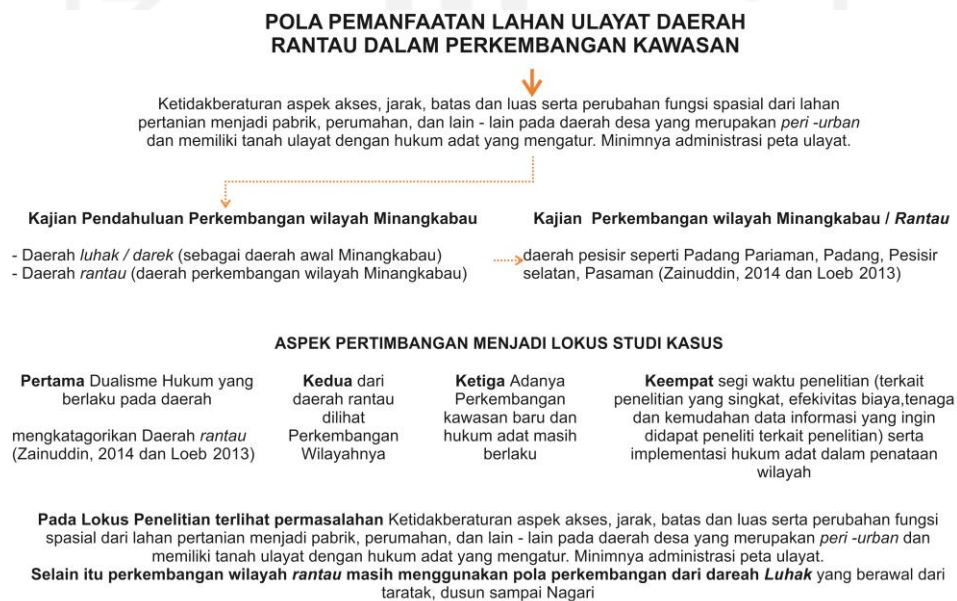 POLA PEMANFAATAN LAHAN ULAYAT DAERAH
RANTAU DALAM PERKEMBANGAN KAWASAN
Ketidakberaturan aspek akses, jarak, batas dan luas serta perubahan fungsi spasial dari lahan
pertanian menjadi pabrik, perumahan, dan lain - lain pada daerah desa yang merupakan peri -urban
dan memiliki tanah ulayat dengan hukum adat yang mengatur. Minimnya administrasi peta ulayat.
Kajian Pendahuluan Perkembangan wilayah Minangkabau
- Daerah luhak / darek (sebagai daerah awal Minangkabau)
- Daerah rantau (daerah perkembangan wilayah Minangkabau)
Kajian Perkembangan wilayah Minangkabau / Rantau
daerah pesisir seperti Padang Pariaman, Padang, Pesisir
selatan, Pasaman (Zainuddin, 2014 dan Loeb 2013)
ASPEK PERTIMBANGAN MENJADI LOKUS STUDI KASUS
Pertama Dualisme Hukum yang
berlaku pada daerah
mengkatagorikan Daerah rantau
(Zainuddin, 2014 dan Loeb 2013)
Kedua dari
daerah rantau
dilihat
Perkembangan
Wilayahnya
Ketiga Adanya
Perkembangan
kawasan baru dan
hukum adat masih
berlaku
Keempat segi waktu penelitian (terkait
penelitian yang singkat, efektivitas biaya,tenaga
dan kemudahan data informasi yang ingin
didapat peneliti terkait penelitian) serta
implementasi hukum adat dalam penataan
wilayah
Pada Lokus Penelitian terlihat permasalahan Ketidakberaturan aspek akses, jarak, batas dan luas serta perubahan fungsi
spasial dari lahan pertanian menjadi pabrik, perumahan, dan lain - lain pada daerah desa yang merupakan peri -urban dan
memiliki tanah ulayat dengan hukum adat yang mengatur. Minimnya administrasi peta ulayat.
Selain itu perkembangan wilayah rantau masih menggunakan pola perkembangan dari dareah Luhak yang berawal dari
taratak, dusun sampai Nagari